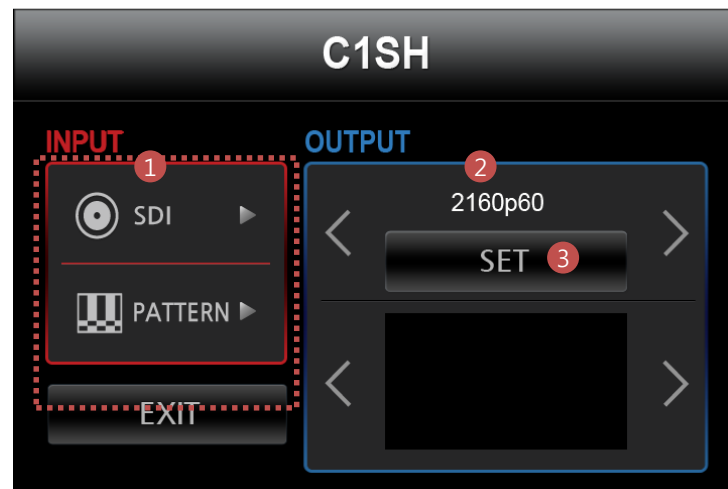 C1SH
INPUT
OUTPUT
1
2
SDI
2160p60
SET
3
PATTERN
EXIT